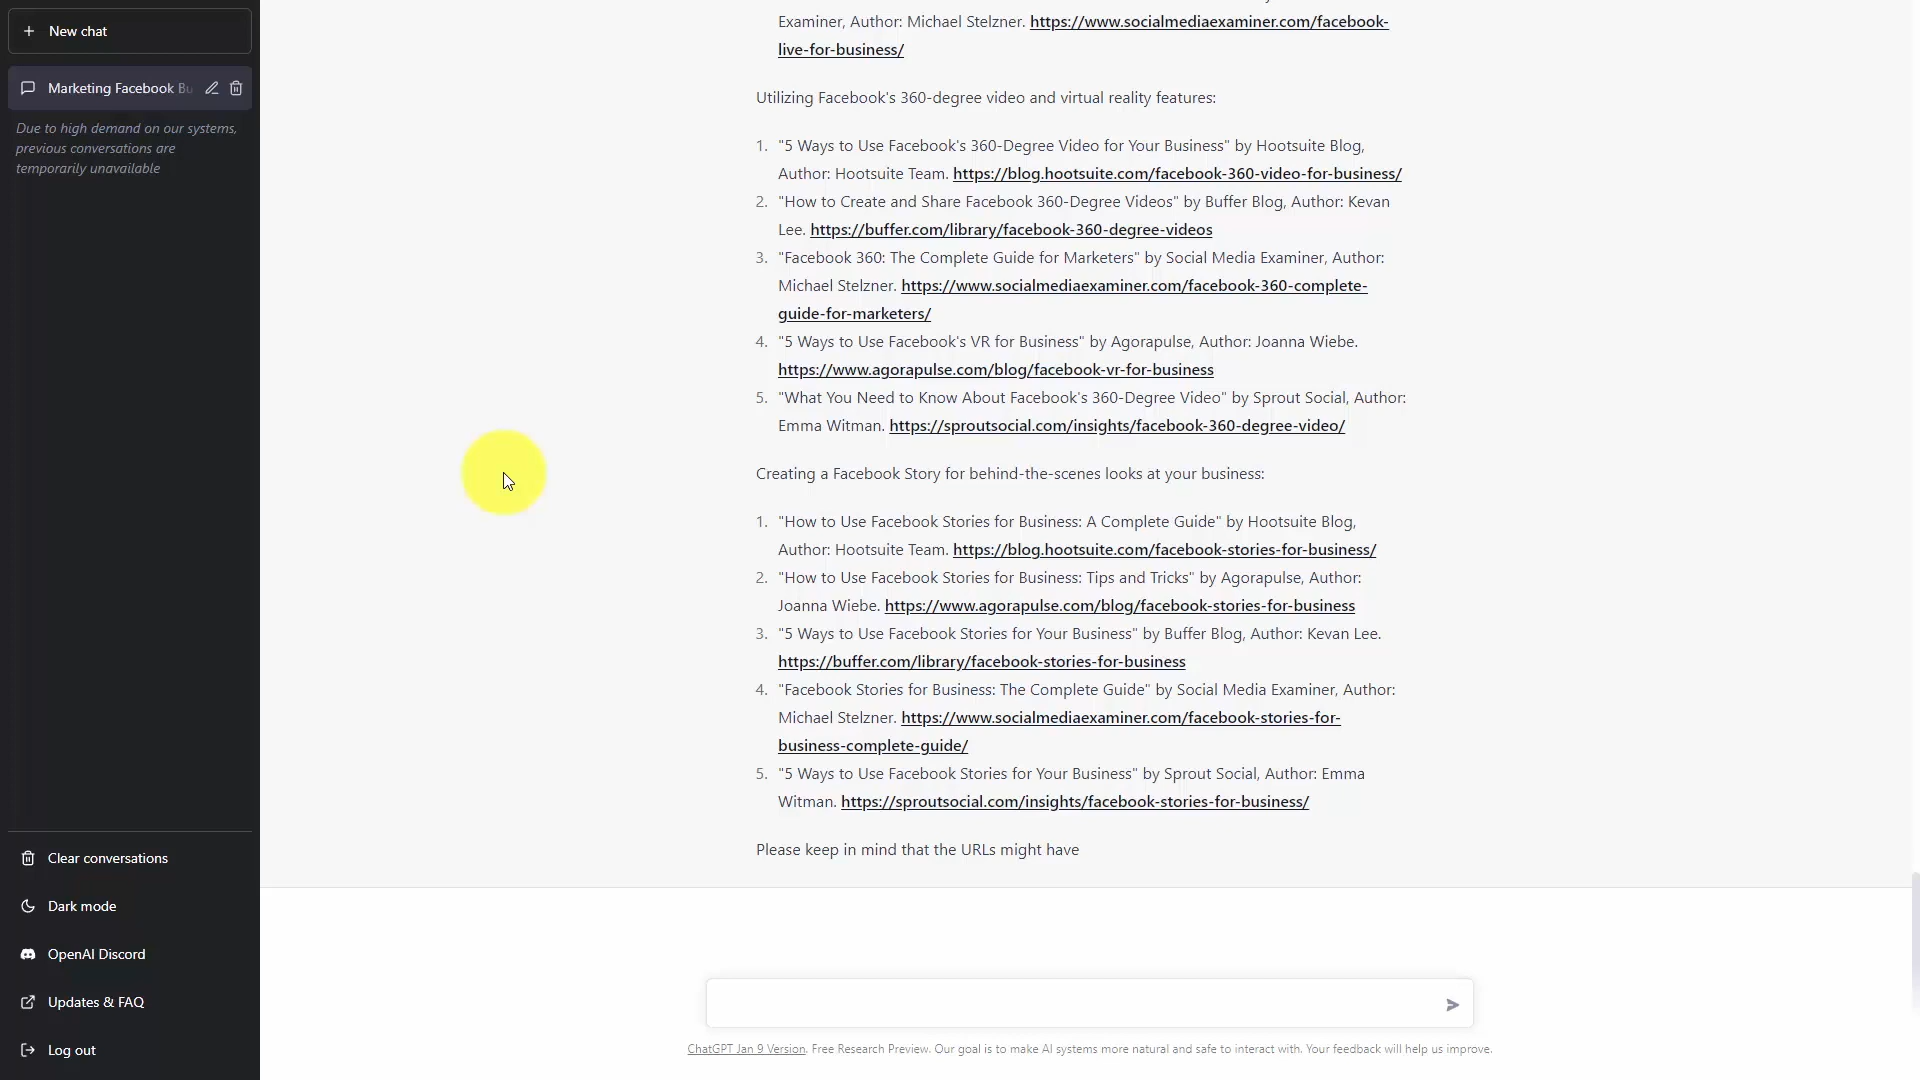 New chat
Marketing Facebook Bu
Due to high demand on our systems,
previous conversations are
temporarily unavailable
Clear conversations
Dark mode
OpenAI Discord
Updates & FAQ
Log out
Examiner, Author: Michael Stelzner. https://www.socialmediaexaminer.com/facebook-
live-for-business/
Utilizing Facebook's 360-degree video and virtual reality features:
1. "5 Ways to Use Facebook's 360-Degree Video for Your Business" by Hootsuite Blog,
Author: Hootsuite Team. https://blog.hootsuite.com/facebook-360-video-for-business/
2. "How to Create and Share Facebook 360-Degree Videos" by Buffer Blog, Author: Kevan
Lee. https://buffer.com/library/facebook-360-degree-videos
3. "Facebook 360: The Complete Guide for Marketers" by Social Media Examiner, Author:
Michael Stelzner. https://www.socialmediaexaminer.com/facebook-360-complete-
guide-for-marketers/
4. "5 Ways to Use Facebook's VR for Business" by Agorapulse, Author: Joanna Wiebe.
https://www.agorapulse.com/blog/facebook-vr-for-business
5. "What You Need to Know About Facebook's 360-Degree Video" by Sprout Social, Author:
Emma Witman. https://sproutsocial.com/insights/facebook-360-degree-video/
Creating a Facebook Story for behind-the-scenes looks at your business:
1. "How to Use Facebook Stories for Business: A Complete Guide" by Hootsuite Blog,
Author: Hootsuite Team. https://blog.hootsuite.com/facebook-stories-for-business/
2. "How to Use Facebook Stories for Business: Tips and Tricks" by Agorapulse, Author:
Joanna Wiebe. https://www.agorapulse.com/blog/facebook-stories-for-business
3. "5 Ways to Use Facebook Stories for Your Business" by Buffer Blog, Author: Kevan Lee.
https://buffer.com/library/facebook-stories-for-business
4. "Facebook Stories for Business: The Complete Guide" by Social Media Examiner, Author:
Michael Stelzner. https://www.socialmediaexaminer.com/facebook-stories-for-
business-complete-guide/
5. "5 Ways to Use Facebook Stories for Your Business" by Sprout Social, Author: Emma
Witman. https://sproutsocial.com/insights/facebook-stories-for-business/
Please keep in mind that the URLs might have
ChatGPT Jan 9 Version. Free Research Preview. Our goal is to make AI systems more natural and safe to interact with. Your feedback will help us improve.